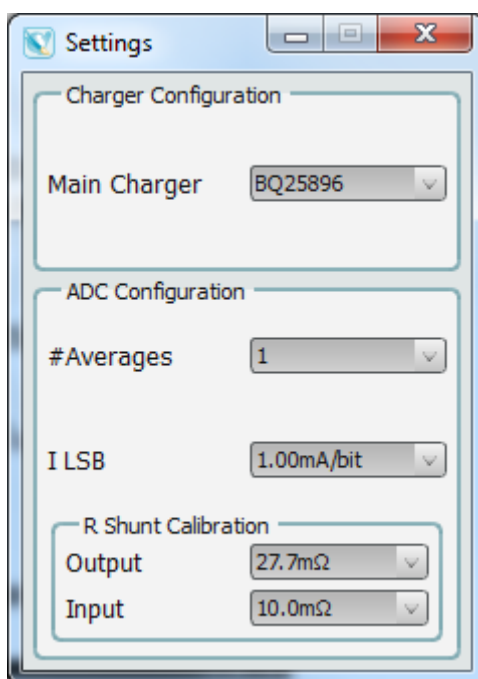 Settings
Charger Configuration
Main Charger BQ25896
ADC Configuration
#Averages 1
I LSB 1.00mA/bit
R Shunt Calibration
Output 27.7mΩ
Input 10.0mΩ